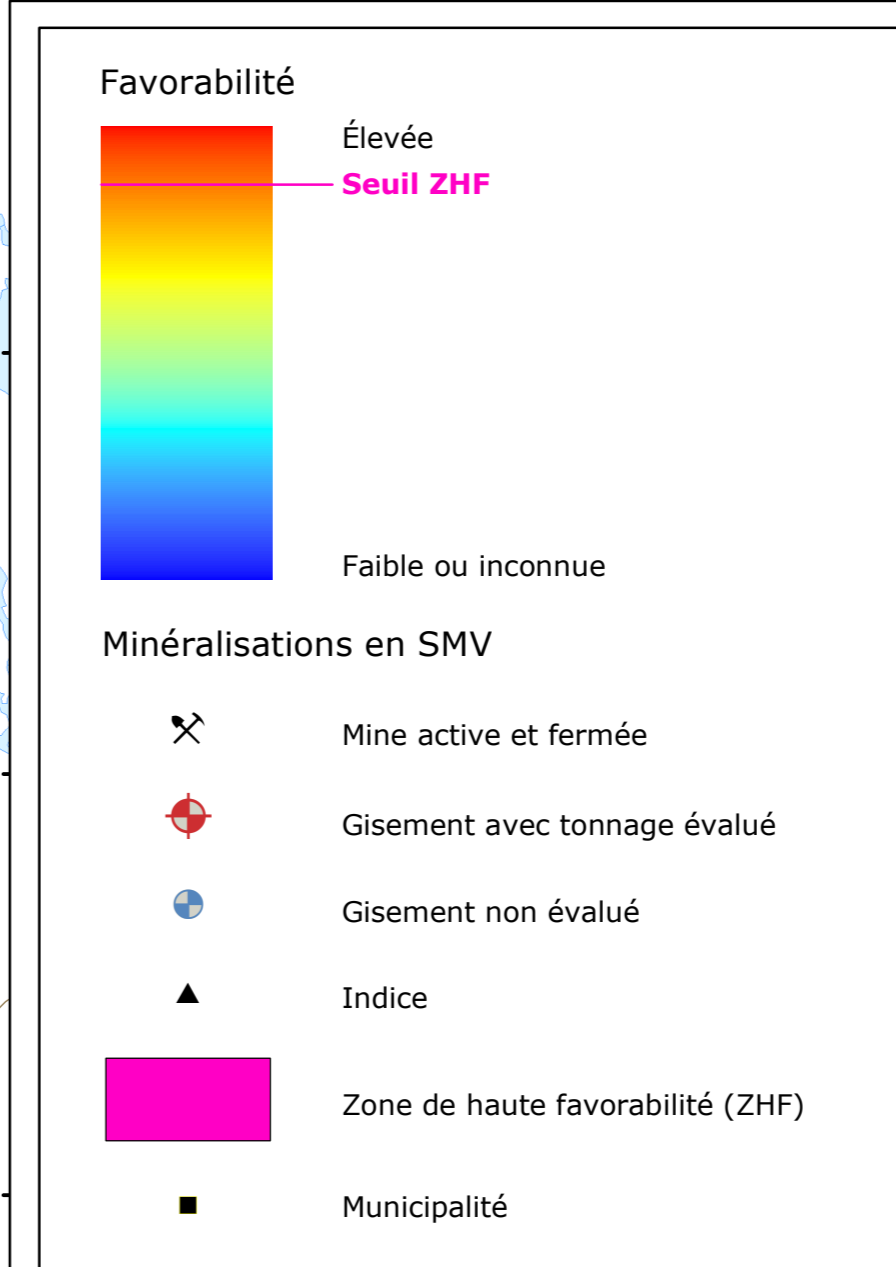 Favorabilité
Élevée
Seuil ZHF
Faible ou inconnue
Minéralisations en SMV
Mine active et fermée
Gisement avec tonnage évalué
Gisement non évalué
Indice
Zone de haute favorabilité (ZHF)
Municipalité